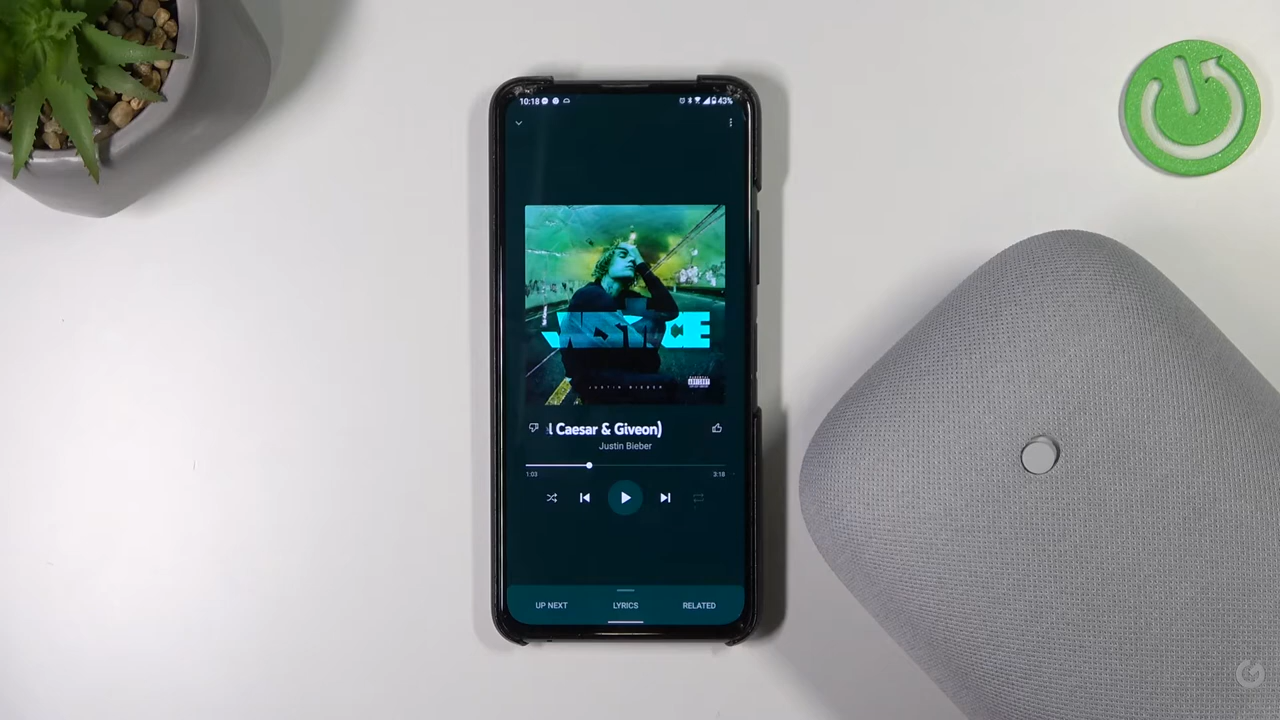 10:18
43%
JUSTICE
JUSTIN BIEBER
l Caesar & Giveon)
Justin Bieber
1:03
3:18
UP NEXT
LYRICS
RELATED